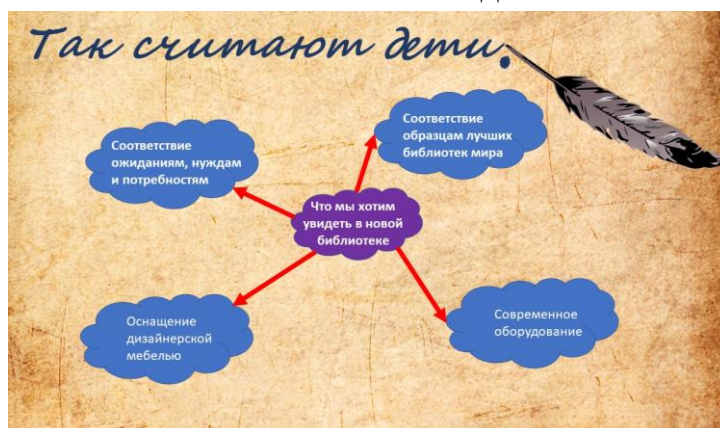 Так считают дети.
Соответствие
ожиданиям, нуждам
и потребностям
Соответствие
образцам лучших
библиотек мира
Что мы хотим
увидеть в новой
библиотеке
Оснащение
дизайнерской
мебелью
Современное
оборудование